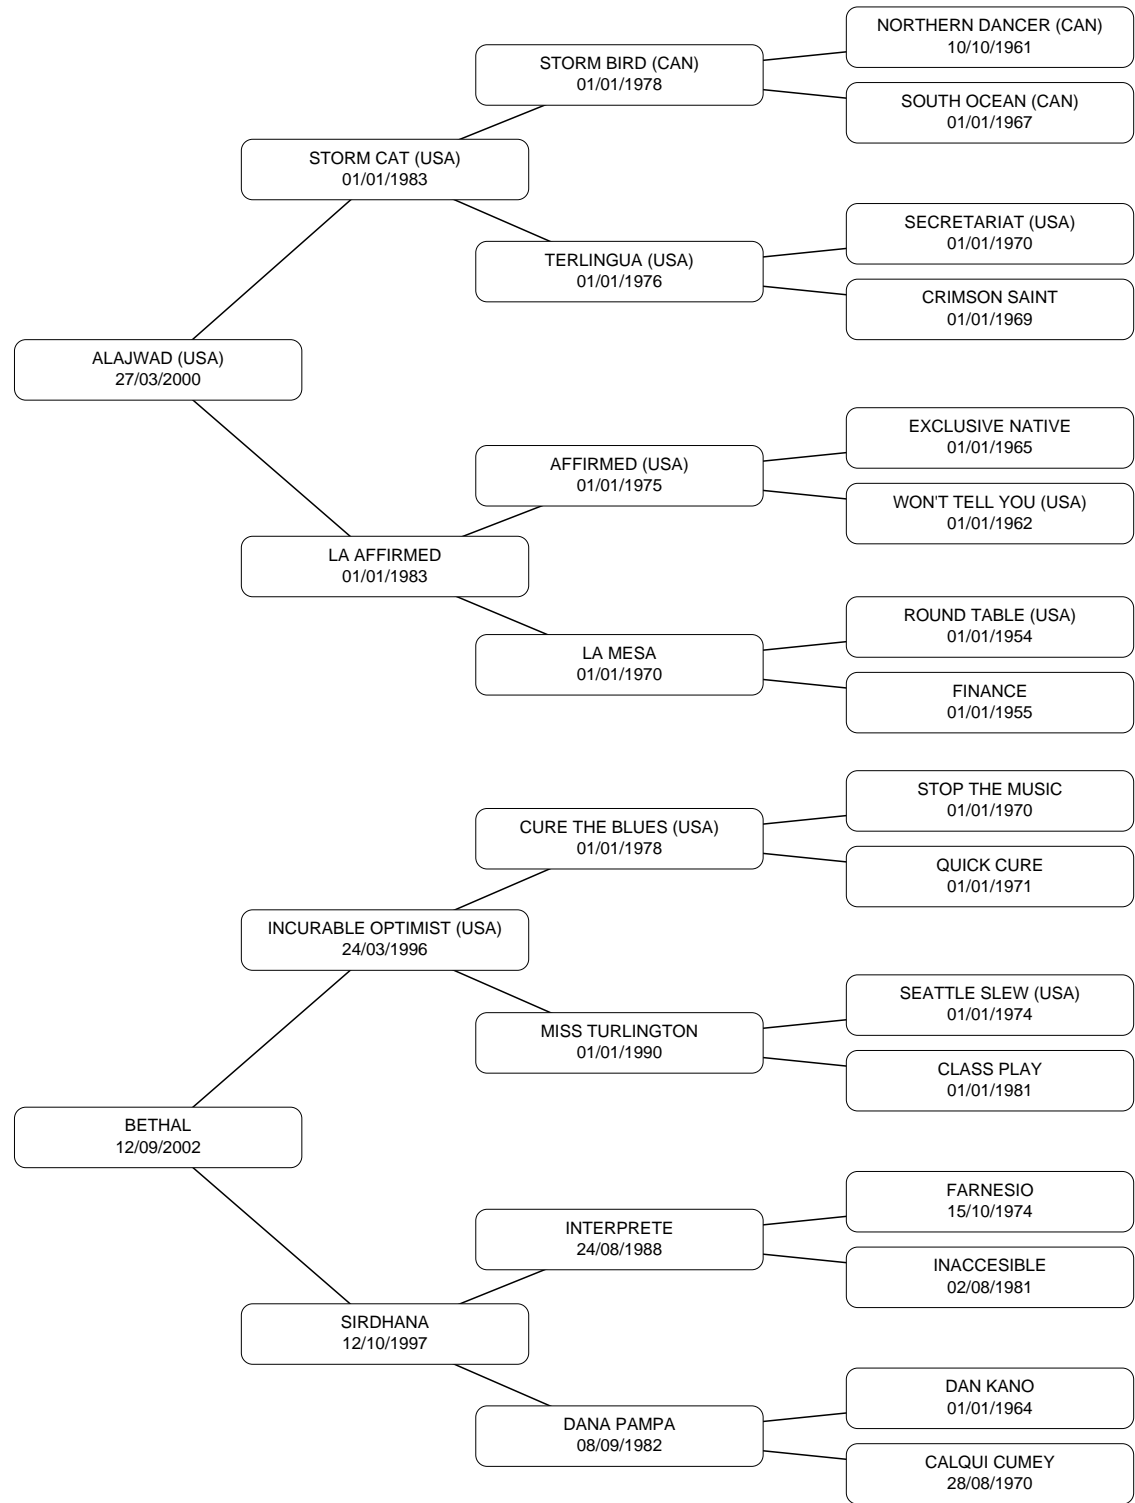 NORTHERN DANCER (CAN)
10/10/1961
STORM BIRD (CAN)
01/01/1978
SOUTH OCEAN (CAN)
01/01/1967
STORM CAT (USA)
01/01/1983
SECRETARIAT (USA)
01/01/1970
TERLINGUA (USA)
01/01/1976
CRIMSON SAINT
01/01/1969
ALAJWAD (USA)
27/03/2000
EXCLUSIVE NATIVE
01/01/1965
AFFIRMED (USA)
01/01/1975
WON'T TELL YOU (USA)
01/01/1962
LA AFFIRMED
01/01/1983
ROUND TABLE (USA)
01/01/1954
LA MESA
01/01/1970
FINANCE
01/01/1955
STOP THE MUSIC
01/01/1970
CURE THE BLUES (USA)
01/01/1978
QUICK CURE
01/01/1971
INCURABLE OPTIMIST (USA)
24/03/1996
SEATTLE SLEW (USA)
01/01/1974
MISS TURLINGTON
01/01/1990
CLASS PLAY
01/01/1981
BETHAL
12/09/2002
FARNESIO
15/10/1974
INTERPRETE
24/08/1988
INACCESIBLE
02/08/1981
SIRDHANA
12/10/1997
DAN KANO
01/01/1964
DANA PAMPA
08/09/1982
CALQUI CUMEY
28/08/1970